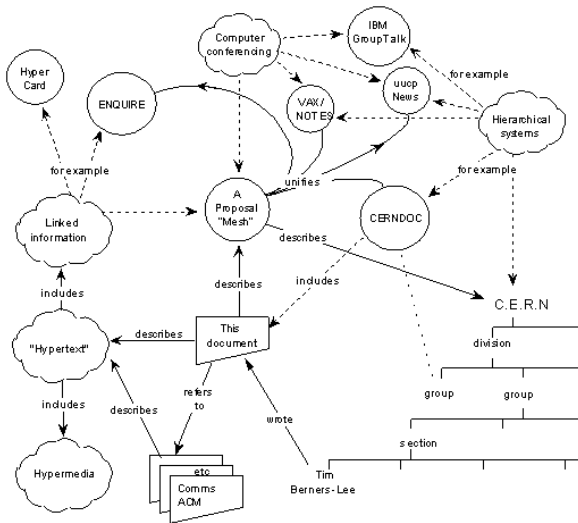 IBM
GroupTalk
Computer
conferencing
Hyper
Card
for example
uucp
News
ENQUIRE
VAX/
NOTES
Hierarchical
systems
for example
unifies
for example
A
Proposal
"Mesh"
CERNDOC
Linked
information
describes
includes
describes
includes
C.E.R.N
This
document
describes
division
"Hypertext"
refers
to
group
group
includes
describes
wrote
section
Hypermedia
etc
Tim
Berners-Lee
Comms
ACM